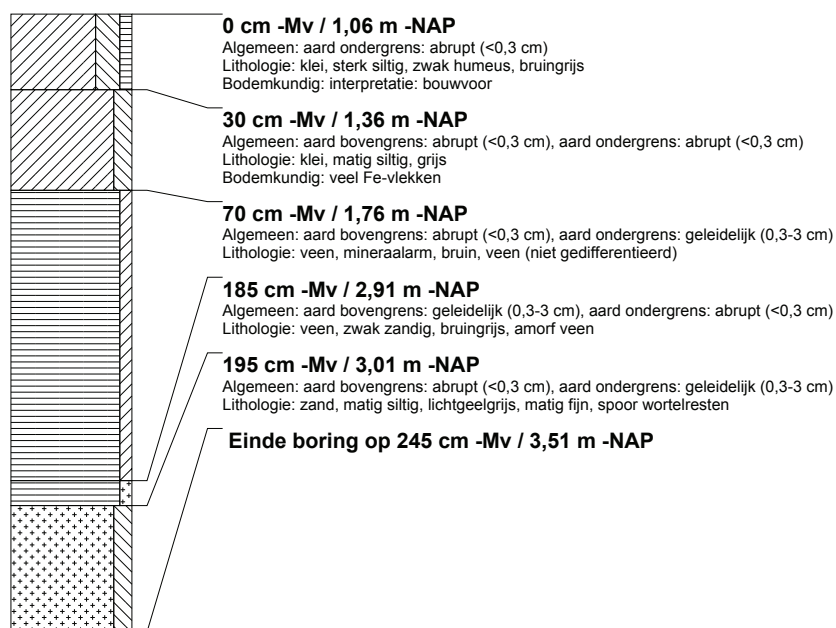 0 cm -Mv / 1,06 m -NAP
Algemeen: aard ondergrens: abrupt (<0,3 cm)
Lithologie: klei, sterk siltig, zwak humeus, bruingrijs
Bodemkundig: interpretatie: bouwvoor
30 cm -Mv / 1,36 m -NAP
Algemeen: aard bovengrens: abrupt (<0,3 cm), aard ondergrens: abrupt (<0,3 cm)
Lithologie: klei, matig siltig, grijs
Bodemkundig: veel Fe-vlekken
70 cm -Mv / 1,76 m -NAP
Algemeen: aard bovengrens: abrupt (<0,3 cm), aard ondergrens: geleidelijk (0,3-3 cm)
Lithologie: veen, mineraalarm, bruin, veen (niet gedifferentieerd)
185 cm -Mv / 2,91 m -NAP
Algemeen: aard bovengrens: geleidelijk (0,3-3 cm), aard ondergrens: abrupt (<0,3 cm)
Lithologie: veen, zwak zandig, bruingrijs, amorf veen
195 cm -Mv / 3,01 m -NAP
Algemeen: aard bovengrens: abrupt (<0,3 cm), aard ondergrens: geleidelijk (0,3-3 cm)
Lithologie: zand, matig siltig, lichtgeelgrijs, matig fijn, spoor wortelresten
Einde boring op 245 cm -Mv / 3,51 m -NAP